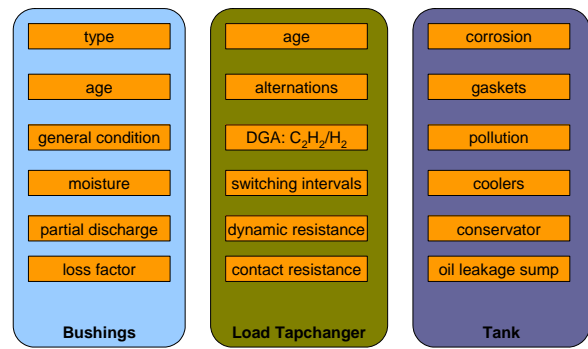 type
age
general condition
moisture
partial discharge
loss factor
Bushings
age
alternations
DGA: C₂H₂/H₂
switching intervals
dynamic resistance
contact resistance
Load Tapchanger
corrosion
gaskets
pollution
coolers
conservator
oil leakage sump
Tank